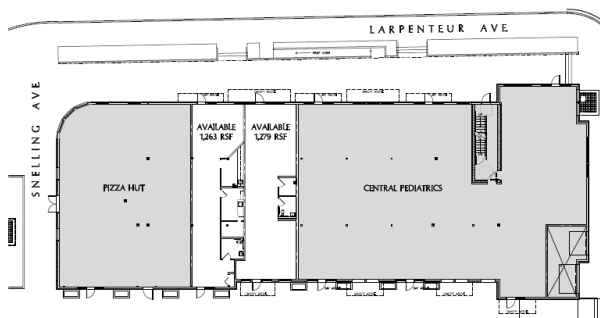 LARPENTEUR AVE
SNELLING AVE
AVAILABLE
1,263 RSF
AVAILABLE
1,279 RSF
PIZZA HUT
CENTRAL PEDIATRICS